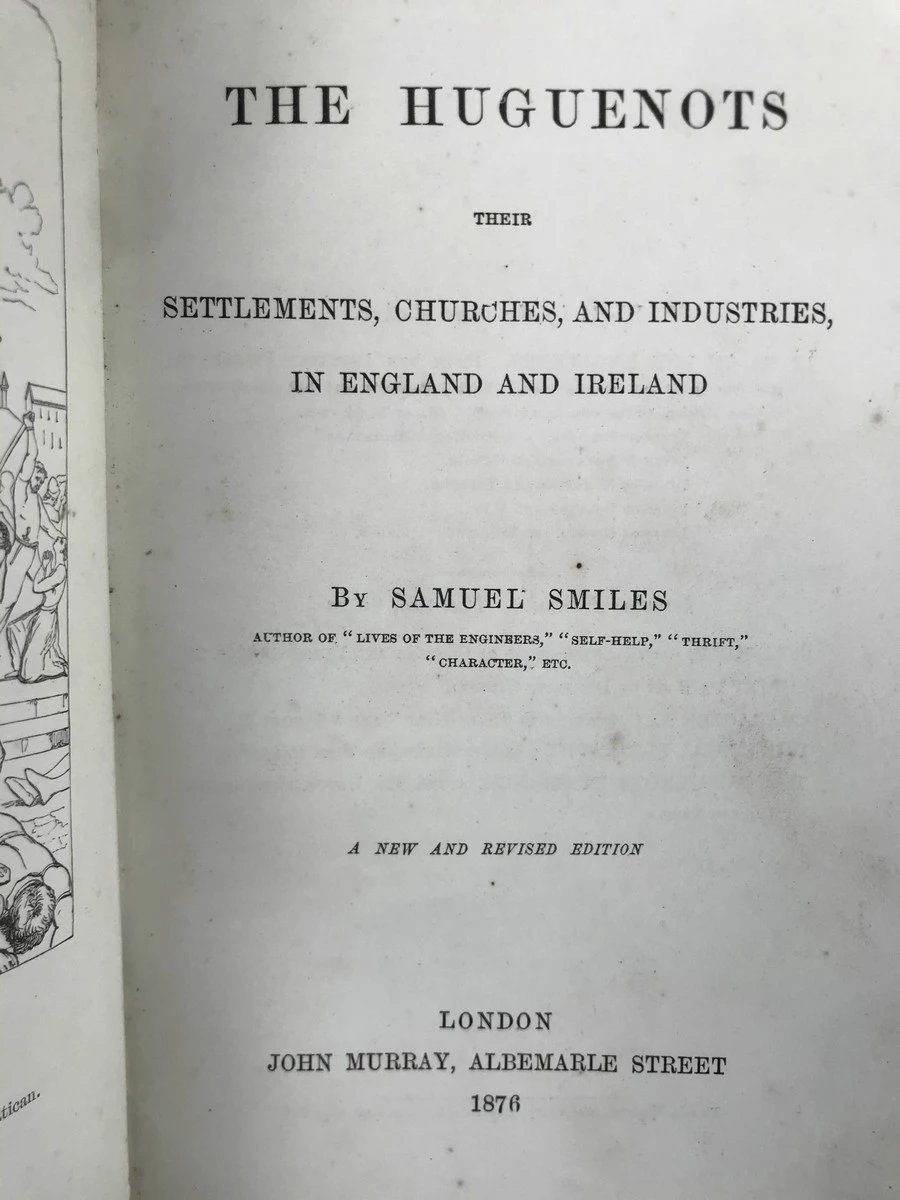 THE HUGUENOTS
THEIR
SETTLEMENTS, CHURCHES, AND INDUSTRIES,
IN ENGLAND AND IRELAND
By SAMUEL SMILES
AUTHOR OF "LIVES OF THE ENGINEERS," "SELF-HELP," "THRIFT,"
"CHARACTER," ETC.
A NEW AND REVISED EDITION
LONDON
JOHN MURRAY, ALBEMARLE STREET
1876